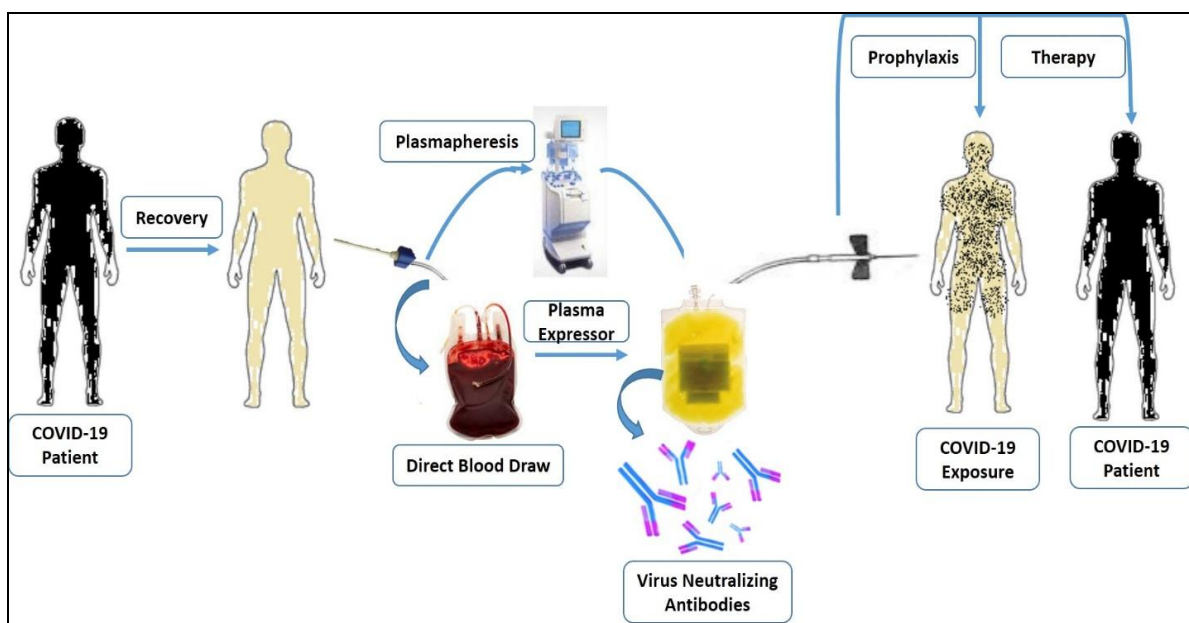 Prophylaxis
Therapy
Plasmapheresis
Recovery
Plasma
Expressor
COVID-19
Patient
Direct Blood Draw
COVID-19
Exposure
COVID-19
Patient
Virus Neutralizing
Antibodies